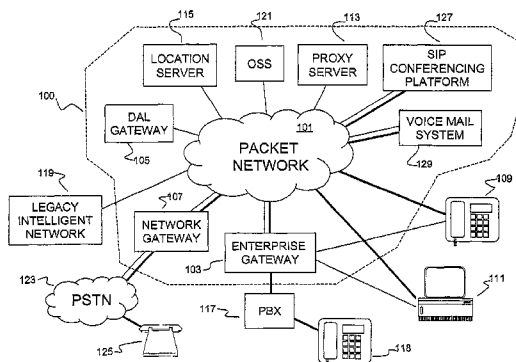 115
121
113
127
LOCATION
SERVER
OSS
PROXY
SERVER
SIP
CONFERENCING
PLATFORM
100
DAL
GATEWAY
105
101
PACKET
NETWORK
VOICE MAIL
SYSTEM
129
119
LEGACY
INTELLIGENT
NETWORK
107
NETWORK
GATEWAY
109
103
ENTERPRISE
GATEWAY
123
PSTN
125
117
PBX
118
111